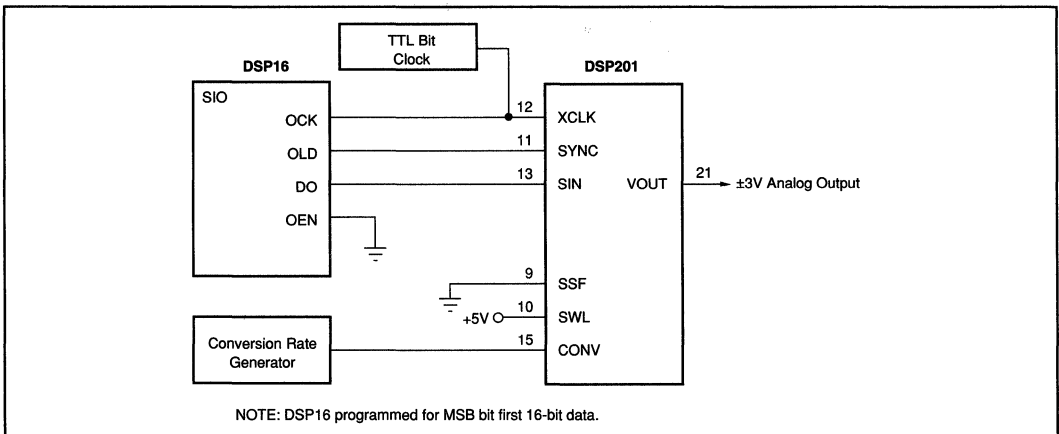 TTL Bit
Clock
DSP16
DSP201
SIO
OCK
12
XCLK
OLD
11
SYNC
DO
13
SIN
VOUT
21
±3V Analog Output
OEN
9
SSF
+5V
10
SWL
Conversion Rate
Generator
15
CONV
NOTE: DSP16 programmed for MSB bit first 16-bit data.